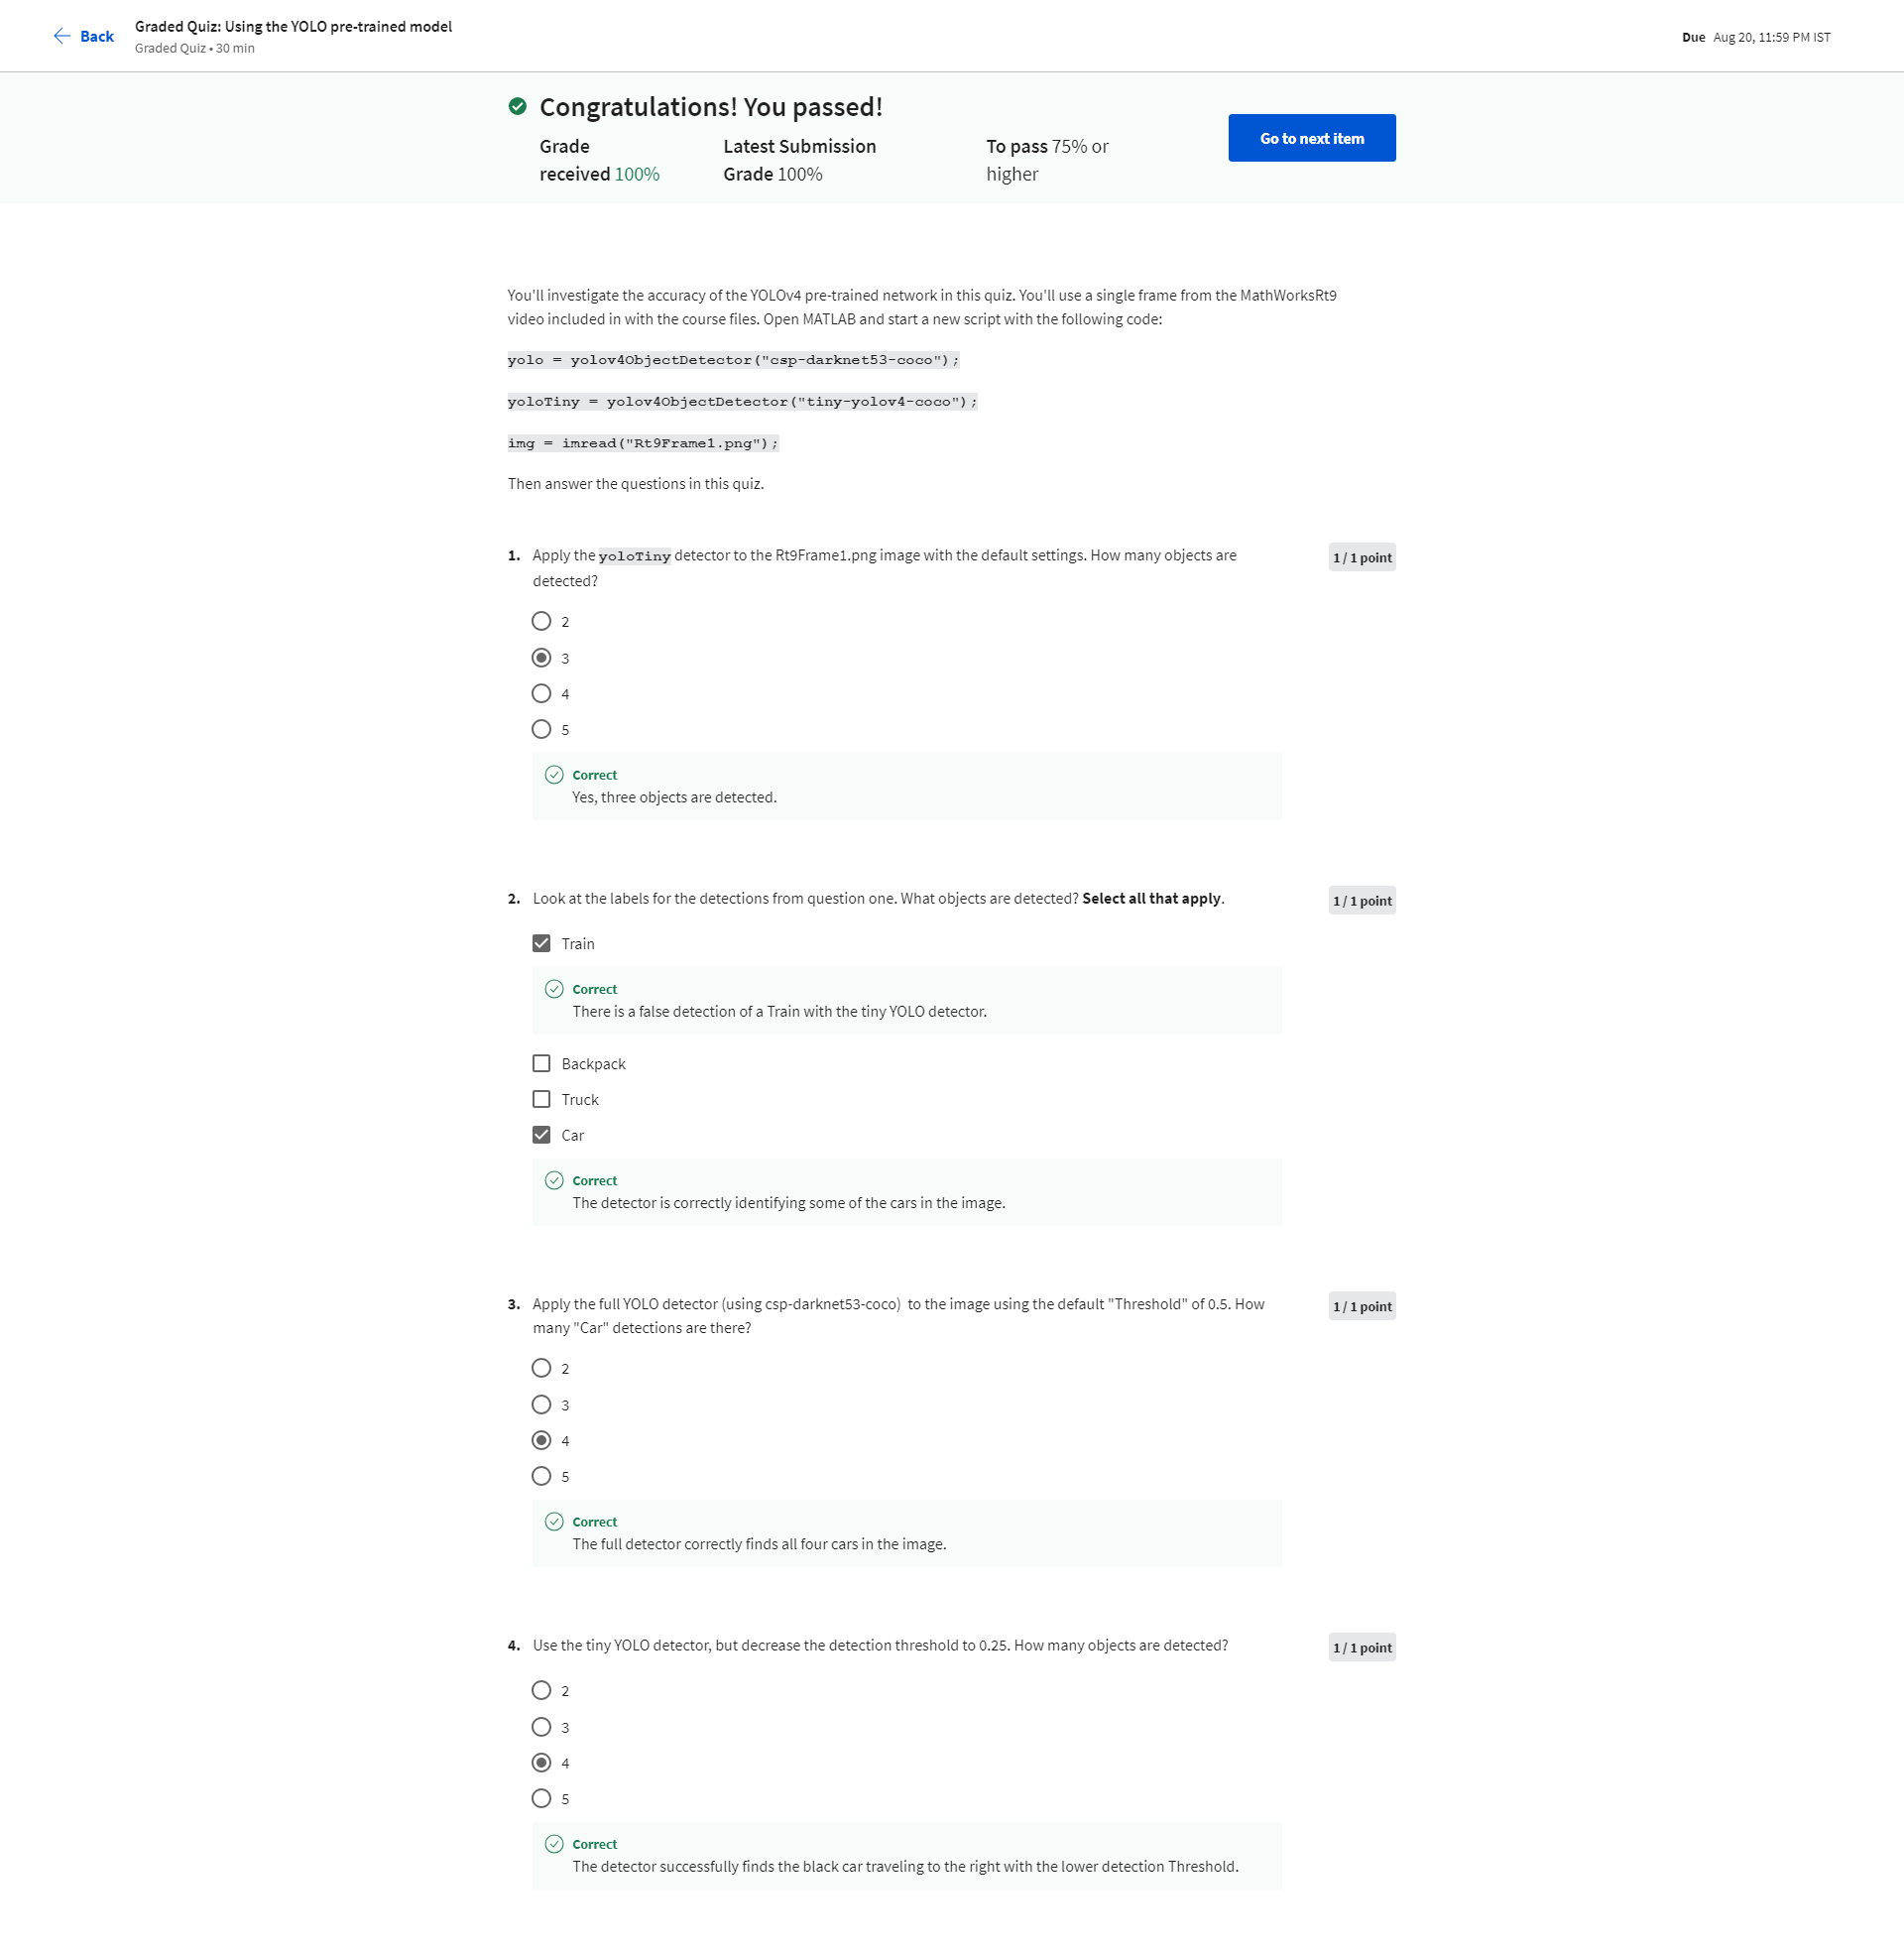 Back
Graded Quiz: Using the YOLO pre-trained model
Graded Quiz • 30 min
Due Aug 20, 11:59 PM IST
Congratulations! You passed!
Grade received 100%
Latest Submission Grade 100%
To pass 75% or higher
Go to next item
You'll investigate the accuracy of the YOLOv4 pre-trained network in this quiz. You'll use a single frame from the MathWorksRt9
video included in with the course files. Open MATLAB and start a new script with the following code:
yolo = yolov4ObjectDetector("csp-darknet53-coco");
yoloTiny = yolov4ObjectDetector("tiny-yolov4-coco");
img = imread("Rt9Frame1.png");
Then answer the questions in this quiz.
1. Apply the yoloTiny detector to the Rt9Frame1.png image with the default settings. How many objects are
detected?
1 / 1 point
2
3
4
5
Correct
Yes, three objects are detected.
2. Look at the labels for the detections from question one. What objects are detected? Select all that apply.
1 / 1 point
Train
Correct
There is a false detection of a Train with the tiny YOLO detector.
Backpack
Truck
Car
Correct
The detector is correctly identifying some of the cars in the image.
3. Apply the full YOLO detector (using csp-darknet53-coco) to the image using the default "Threshold" of 0.5. How
many "Car" detections are there?
1 / 1 point
2
3
4
5
Correct
The full detector correctly finds all four cars in the image.
4. Use the tiny YOLO detector, but decrease the detection threshold to 0.25. How many objects are detected?
1 / 1 point
2
3
4
5
Correct
The detector successfully finds the black car traveling to the right with the lower detection Threshold.